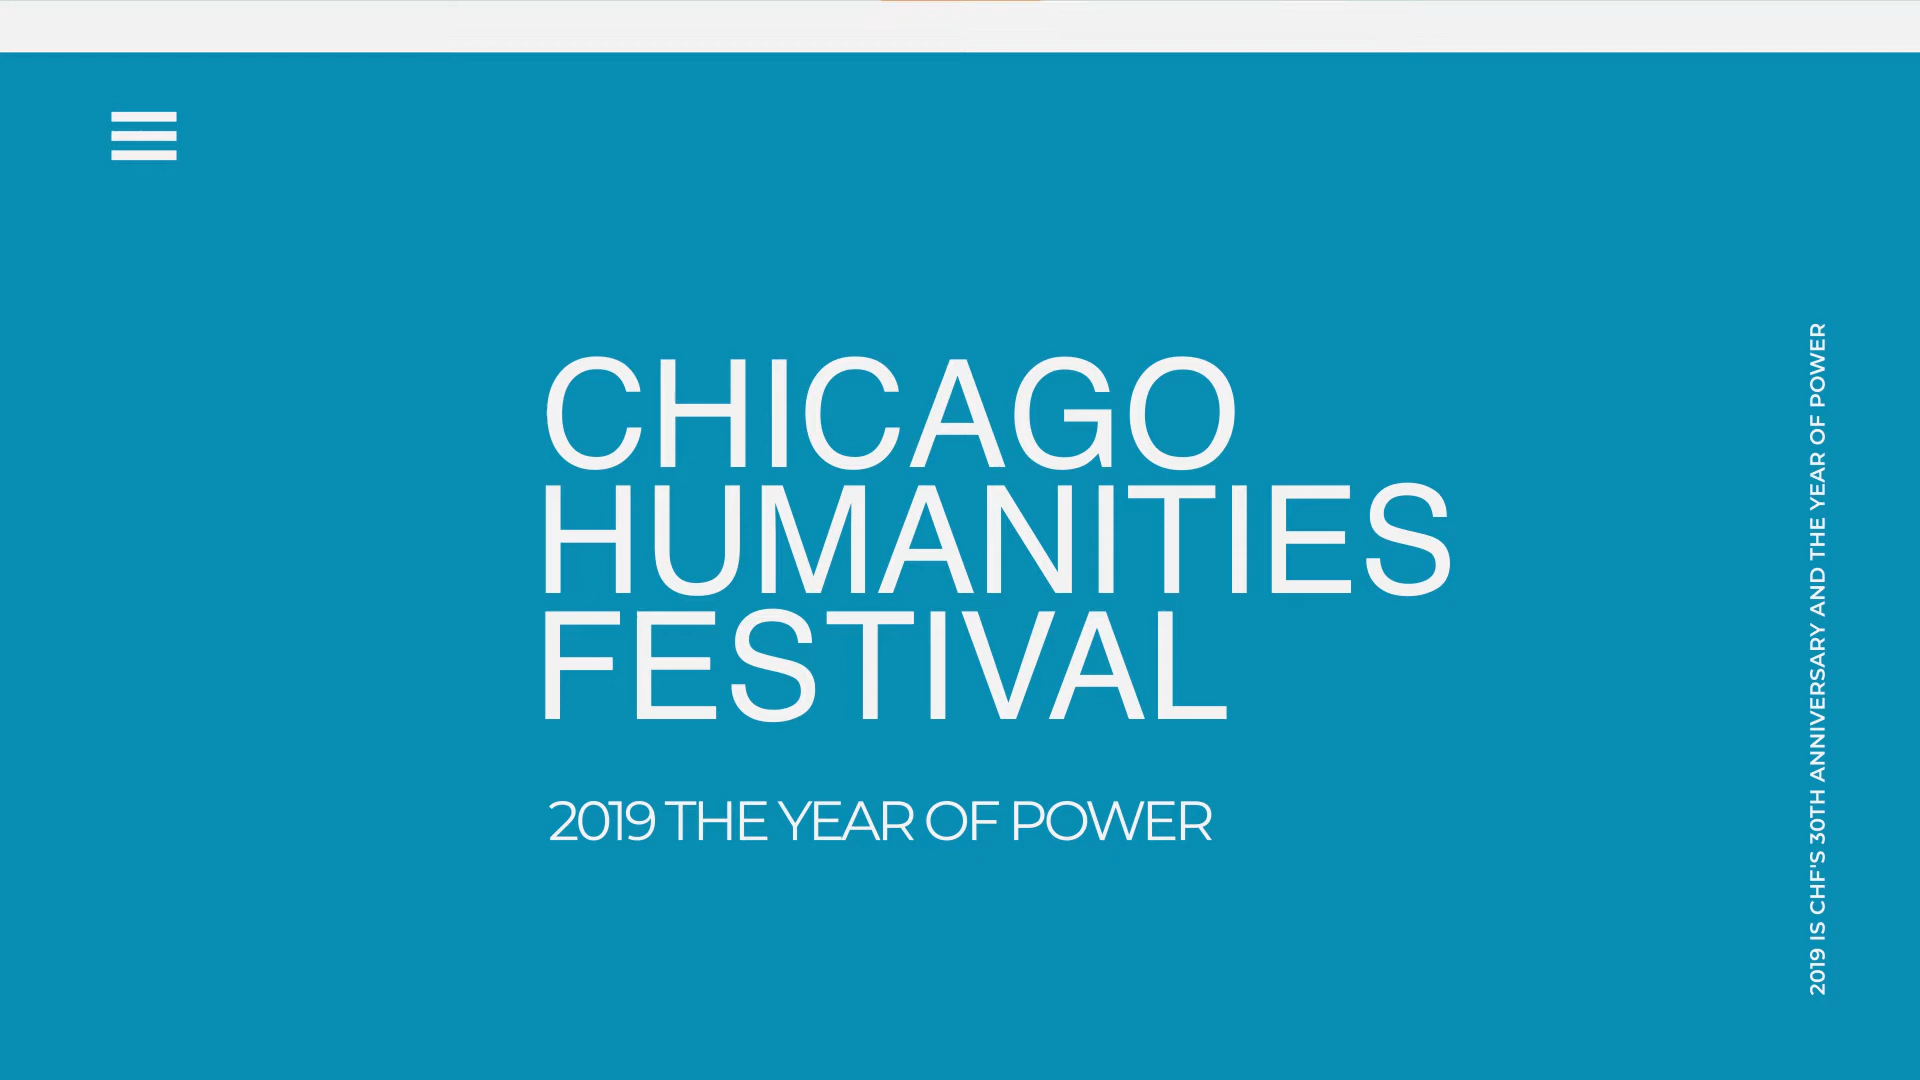 CHICAGO
HUMANITIES
FESTIVAL
2019 THE YEAR OF POWER
2019 IS CHF'S 30TH ANNIVERSARY AND THE YEAR OF POWER